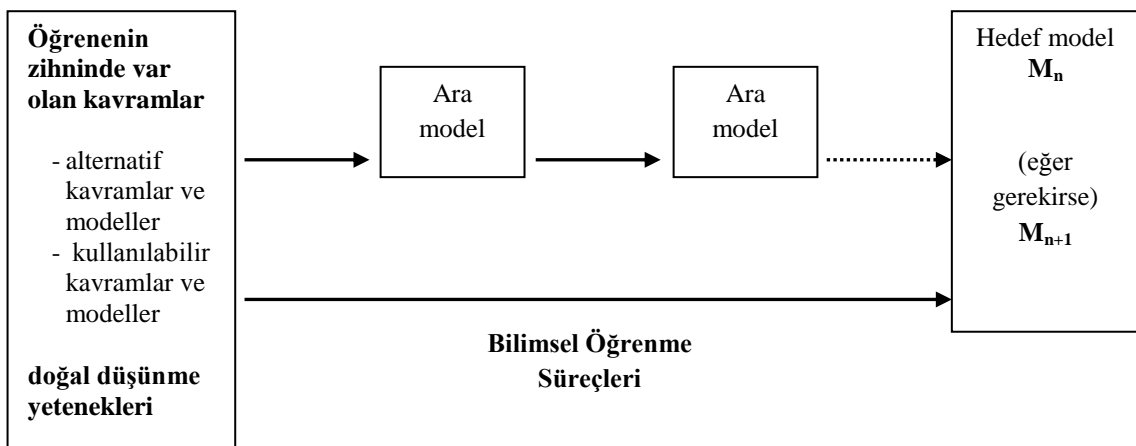 Öğrenenin
zihninde var
olan kavramlar
- alternatif
kavramlar ve
modeller
- kullanılabilir
kavramlar ve
modeller
doğal düşünme
yetenekleri
Ara
model
Ara
model
Bilimsel Öğrenme
Süreçleri
Hedef model
Mn
(eğer
gerekirse)
Mn+1